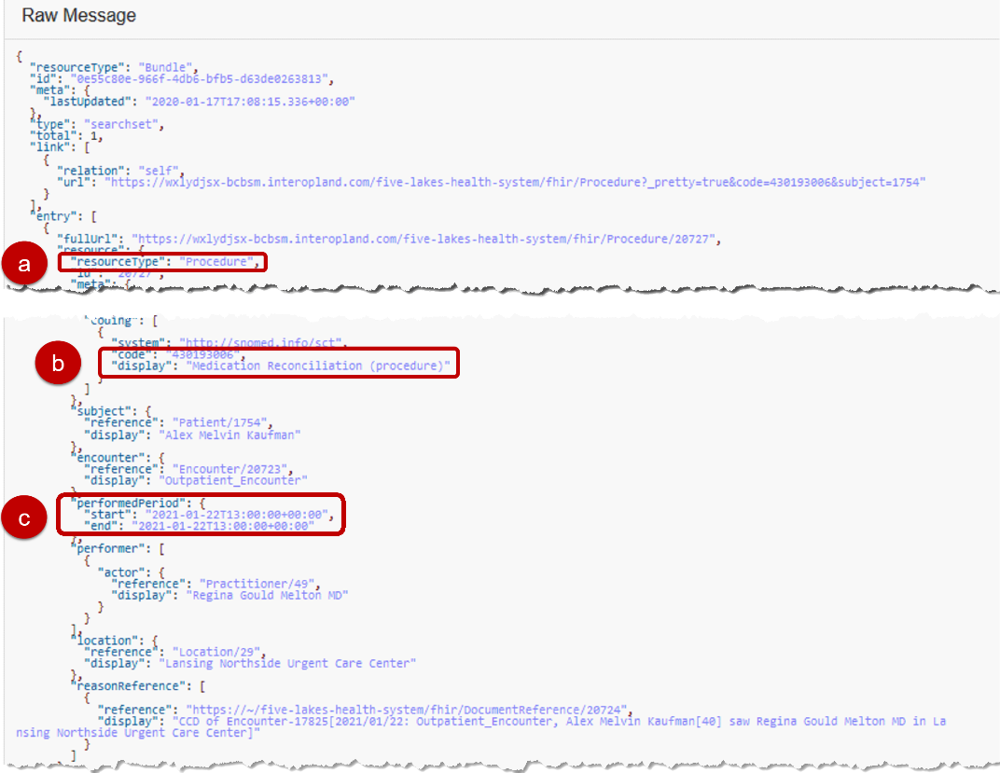 Raw Message
{
"resourceType": "Bundle",
"id": "0e55c80e-966f-4db6-bfb5-d63de0263813",
"meta": {
"lastUpdated": "2020-01-17T17:08:15.336+00:00"
},
"type": "searchset",
"total": 1,
"link": [
{
"relation": "self",
"url": "https://wxlydjsx-bcbsm.interopland.com/five-lakes-health-system/fhir/Procedure?_pretty=true&code=430193006&subject=1754"
}
],
"entry": [
{
"fullUrl": "https://wxlydjsx-bcbsm.interopland.com/five-lakes-health-system/fhir/Procedure/20727",
"resource": {
a
"resourceType": "Procedure",
"id": "20727",
"meta": {
"coding": [
{
"system": "http://snomed.info/sct",
"code": "430193006",
b
"display": "Medication Reconciliation (procedure)"
}
]
},
"subject": {
"reference": "Patient/1754",
"display": "Alex Melvin Kaufman"
},
"encounter": {
"reference": "Encounter/20723",
"display": "Outpatient_Encounter"
},
"performedPeriod": {
c
"start": "2021-01-22T13:00:00+00:00",
"end": "2021-01-22T13:00:00+00:00"
},
"performer": [
{
"actor": {
"reference": "Practitioner/49",
"display": "Regina Gould Melton MD"
}
}
],
"location": {
"reference": "Location/29",
"display": "Lansing Northside Urgent Care Center"
},
"reasonReference": [
{
"reference": "https://~/five-lakes-health-system/fhir/DocumentReference/20724",
"display": "CCD of Encounter-17825[2021/01/22: Outpatient_Encounter, Alex Melvin Kaufman[40] saw Regina Gould Melton MD in La
nsing Northside Urgent Care Center]"
}
]